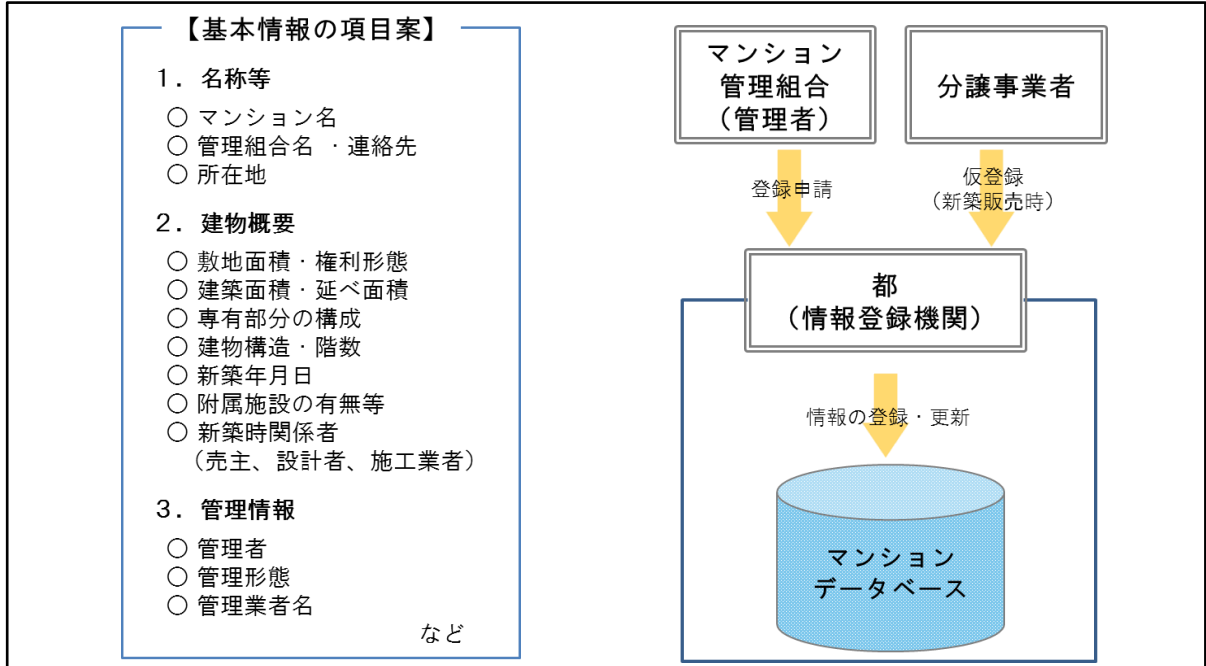 【基本情報の項目案】
１．名称等
○ マンション名
○ 管理組合名 ・連絡先
○ 所在地
２．建物概要
○ 敷地面積・権利形態
○ 建築面積・延べ面積
○ 専有部分の構成
○ 建物構造・階数
○ 新築年月日
○ 附属施設の有無等
○ 新築時関係者
（売主、設計者、施工業者）
３．管理情報
○ 管理者
○ 管理形態
○ 管理業者名
など
マンション
管理組合
（管理者）
分譲事業者
登録申請
仮登録
（新築販売時）
都
（情報登録機関）
情報の登録・更新
マンション
データベース